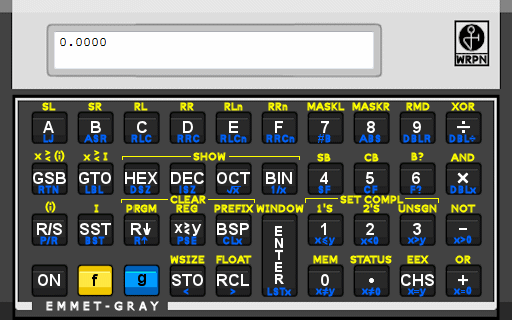 0.0000
WRPN
SL SR RL RR RLn RRn MASKL MASKR RMD XOR
A B C D E F 7 8 9 ÷
LJ ASR RLC RRC RLCn RRCn #B ABS DBLR DBL÷
x≷(i) x≷I SHOW SB CB B? AND
GSB GTO HEX DEC OCT BIN 4 5 6 ×
RTN LBL DSZ ISZ √x 1/x SF CF F? DBLx
CLEAR SET COMPL
(i) I PRGM REG PREFIX WINDOW 1'S 2'S UNSGN NOT
R/S SST R↓ x≷y BSP ENTER 1 2 3 −
P/R BST R↑ PSE CLx x≤y x<0 x>y x>0
WSIZE FLOAT MEM STATUS EEX OR
ON f g STO RCL 0 . CHS +
< > LSTx x≠y x≠0 x=y x=0
EMMET-GRAY